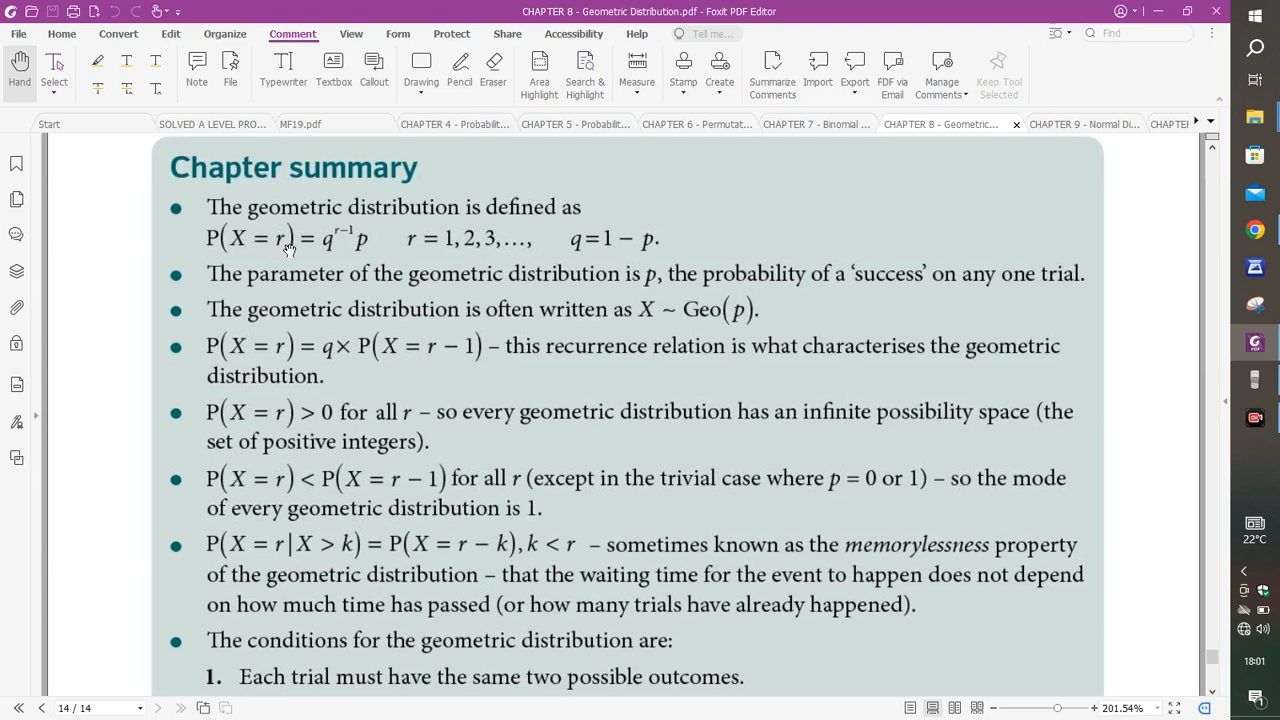 CHAPTER 8 - Geometric Distribution.pdf - Foxit PDF Editor
File Home Convert Edit Organize Comment View Form Protect Share Accessibility Help Tell me... Find
Hand Select Note File Typewriter Textbox Callout Drawing Pencil Eraser Area Highlight Search & Highlight Measure Stamp Create Summarize Comments Import Export FDF via Email Manage Comments Keep Tool Selected
Start SOLVED A LEVEL PRO... MF19.pdf CHAPTER 4 - Probabilit... CHAPTER 5 - Probabilit... CHAPTER 6 - Permutat... CHAPTER 7 - Binomial ... CHAPTER 8 - Geometric... CHAPTER 9 - Normal Di... CHAPTE
Chapter summary
● The geometric distribution is defined as
P(X = r) = q^{r−1}p r = 1, 2, 3, …, q = 1 − p.
● The parameter of the geometric distribution is p, the probability of a ‘success’ on any one trial.
● The geometric distribution is often written as X ~ Geo(p).
● P(X = r) = q × P(X = r − 1) – this recurrence relation is what characterises the geometric
distribution.
● P(X = r) > 0 for all r – so every geometric distribution has an infinite possibility space (the
set of positive integers).
● P(X = r) < P(X = r − 1) for all r (except in the trivial case where p = 0 or 1) – so the mode
of every geometric distribution is 1.
● P(X = r | X > k) = P(X = r − k), k < r – sometimes known as the memorylessness property
of the geometric distribution – that the waiting time for the event to happen does not depend
on how much time has passed (or how many trials have already happened).
● The conditions for the geometric distribution are:
1. Each trial must have the same two possible outcomes.
14 / 14
201.54%
22°C
18:01